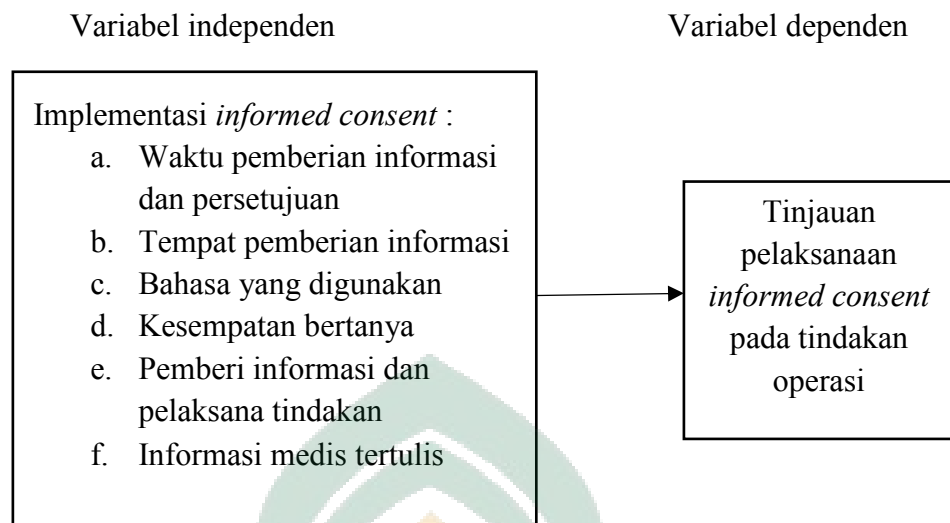 Variabel independen
Variabel dependen
Implementasi informed consent :
a. Waktu pemberian informasi
dan persetujuan
b. Tempat pemberian informasi
c. Bahasa yang digunakan
d. Kesempatan bertanya
e. Pemberi informasi dan
pelaksana tindakan
f. Informasi medis tertulis
Tinjauan
pelaksanaan
informed consent
pada tindakan
operasi